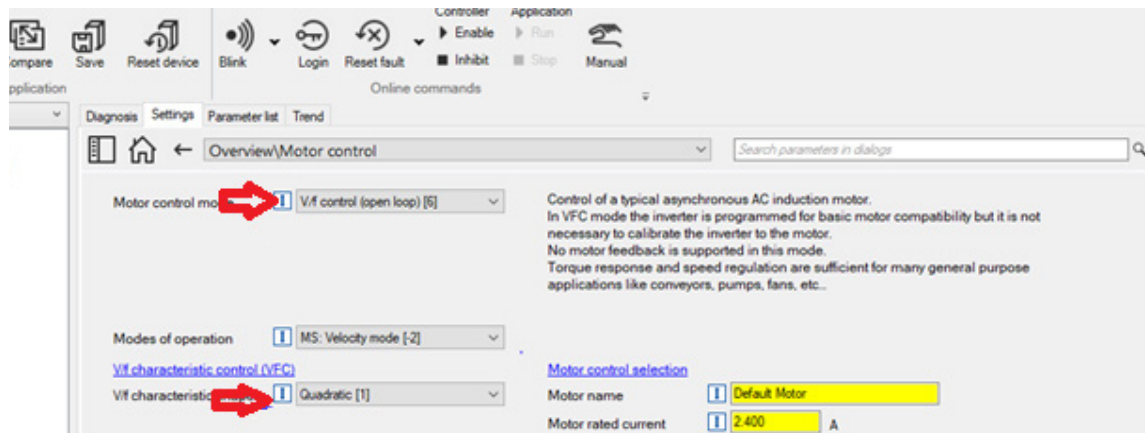 Controller Application
Compare Save Reset device Blink Login Reset fault Enable Run Manual
Inhibit Stop
Application Online commands
Diagnosis Settings Parameter list Trend
Overview\Motor control Search parameters in dialogs
Motor control V/f control (open loop) [6] Control of a typical asynchronous AC induction motor.
In VFC mode the inverter is programmed for basic motor compatibility but it is not
necessary to calibrate the inverter to the motor.
No motor feedback is supported in this mode.
Torque response and speed regulation are sufficient for many general purpose
applications like conveyors, pumps, fans, etc..
Modes of operation MS: Velocity mode [-2]
V/f characteristic control (VFC) Motor control selection
V/f characteristic Quadratic [1] Motor name Default Motor
Motor rated current 2.400 A